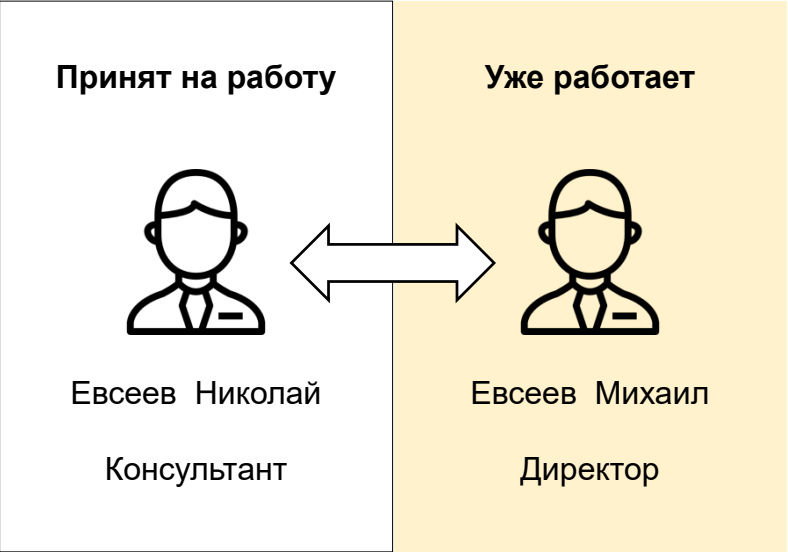 Принят на работу
Уже работает
Евсеев Николай
Евсеев Михаил
Консультант
Директор